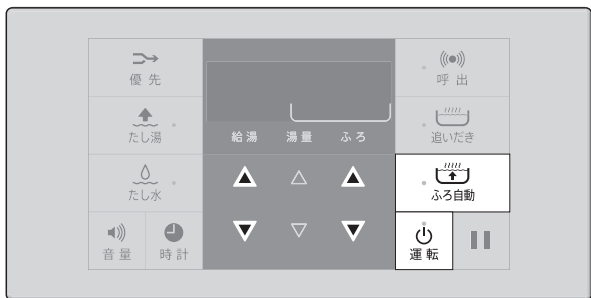 優先
呼出
たし湯
給湯 湯量 ふろ
追いだき
たし水
ふろ自動
音量
時計
運転